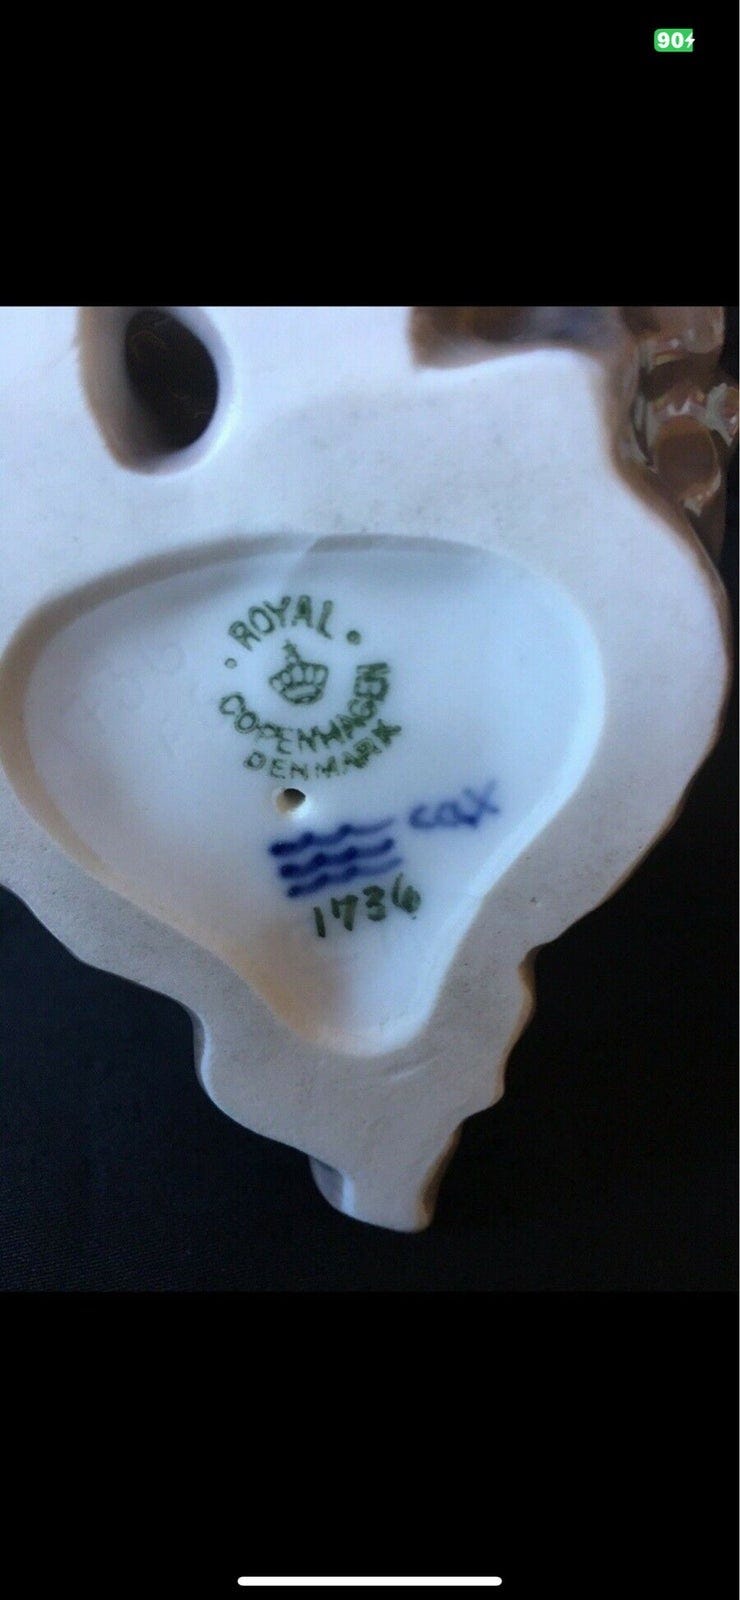 90
ROYAL
COPENHAGEN
DENMARK
1736